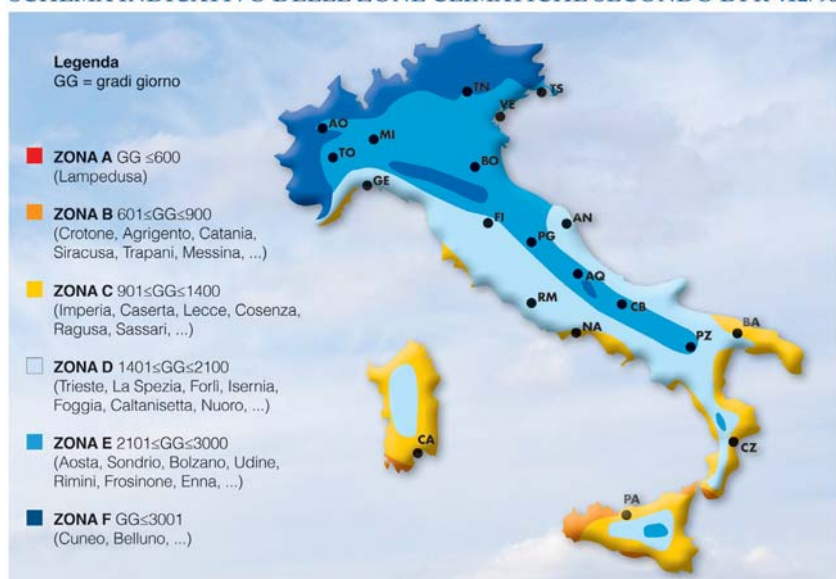 Legenda
GG = gradi giorno
ZONA A GG ≤600
(Lampedusa)
ZONA B 601≤GG≤900
(Crotone, Agrigento, Catania,
Siracusa, Trapani, Messina, ...)
ZONA C 901≤GG≤1400
(Imperia, Caserta, Lecce, Cosenza,
Ragusa, Sassari, ...)
ZONA D 1401≤GG≤2100
(Trieste, La Spezia, Forlì, Isernia,
Foggia, Caltanisetta, Nuoro, ...)
ZONA E 2101≤GG≤3000
(Aosta, Sondrio, Bolzano, Udine,
Rimini, Frosinone, Enna, ...)
ZONA F GG≤3001
(Cuneo, Belluno, ...)
TN
TS
VE
AO
MI
TO
BO
GE
FI
AN
PG
AQ
RM
CB
NA
BA
PZ
CA
CZ
PA